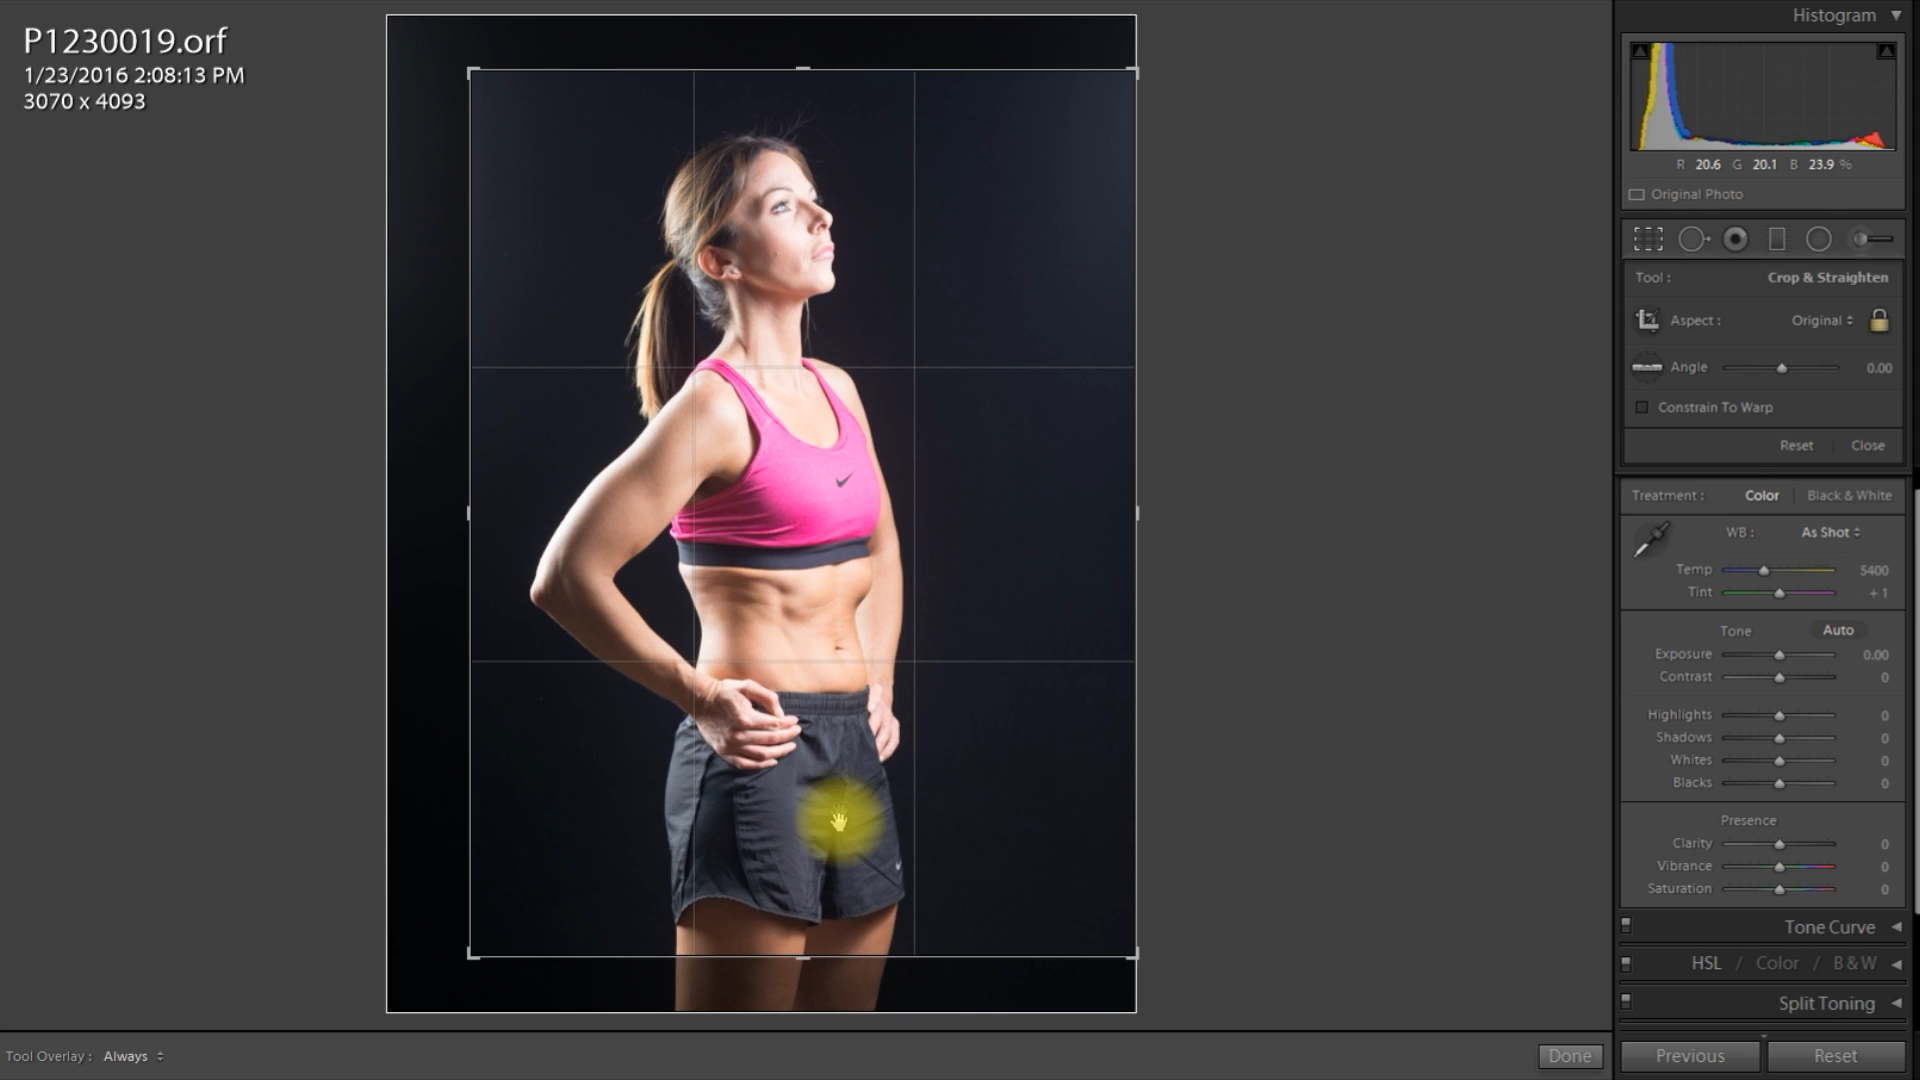 P1230019.orf
1/23/2016 2:08:13 PM
3070 x 4093
Histogram
R 20.6 G 20.1 B 23.9 %
Original Photo
Tool : Crop & Straighten
Aspect : Original
Angle 0.00
Constrain To Warp
Reset Close
Treatment : Color Black & White
WB : As Shot
Temp 5400
Tint + 1
Tone Auto
Exposure 0.00
Contrast 0
Highlights 0
Shadows 0
Whites 0
Blacks 0
Presence
Clarity 0
Vibrance 0
Saturation 0
Tone Curve
HSL / Color / B & W
Split Toning
Tool Overlay : Always Done Previous Reset